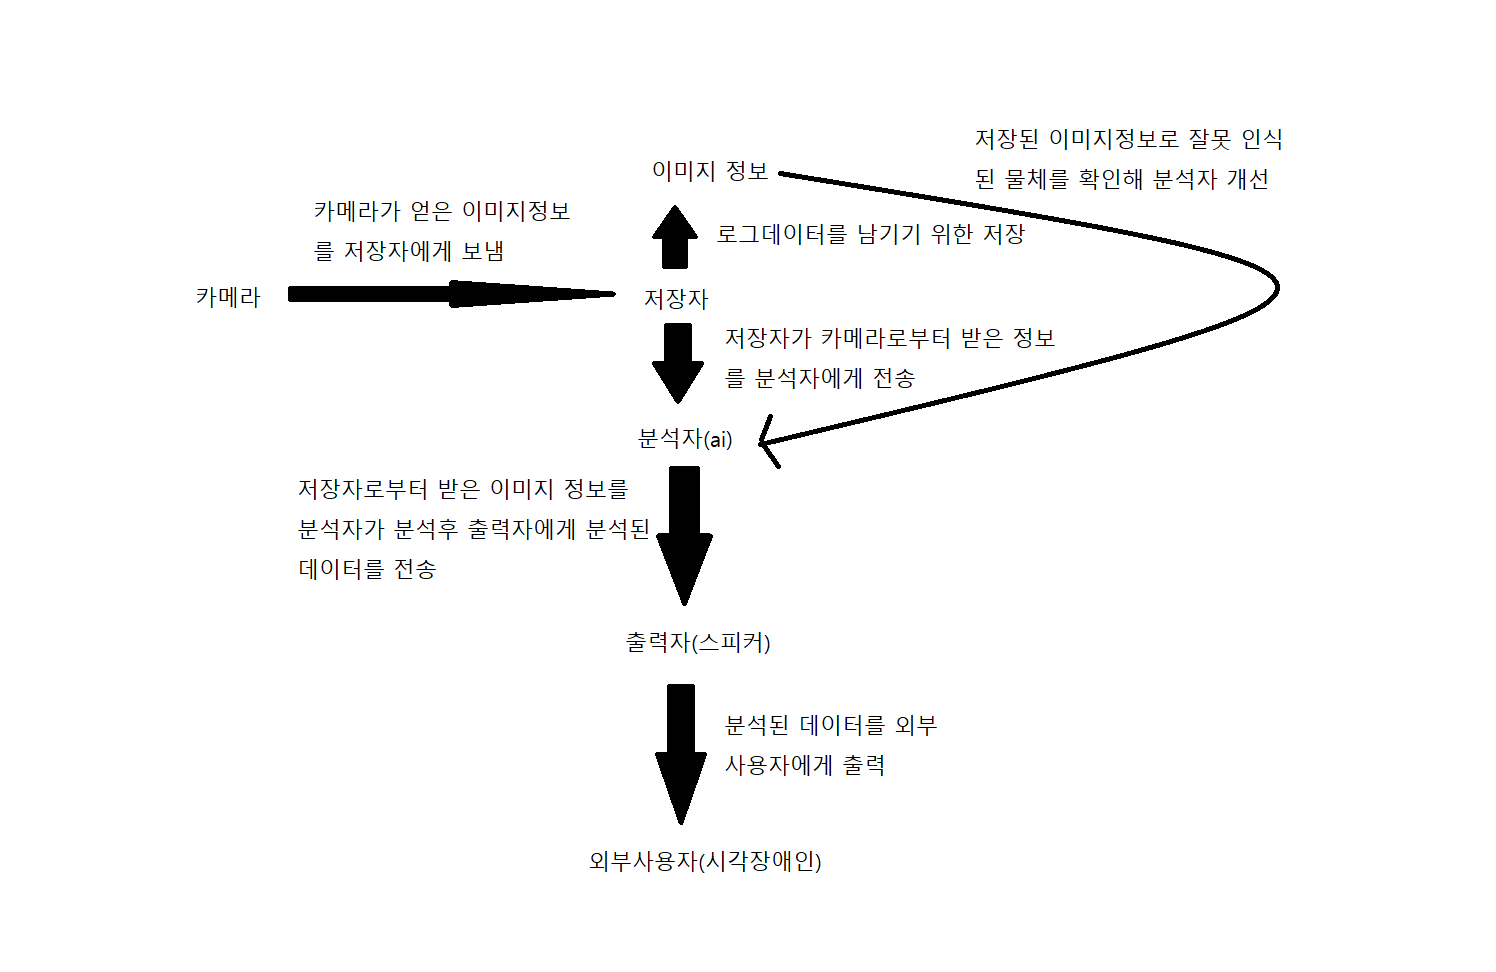 저장된 이미지정보로 잘못 인식
된 물체를 확인해 분석자 개선
이미지 정보
카메라가 얻은 이미지정보
를 저장자에게 보냄
로그데이터를 남기기 위한 저장
카메라
저장자
저장자가 카메라로부터 받은 정보
를 분석자에게 전송
분석자(ai)
저장자로부터 받은 이미지 정보를
분석자가 분석후 출력자에게 분석된
데이터를 전송
출력자(스피커)
분석된 데이터를 외부
사용자에게 출력
외부사용자(시각장애인)